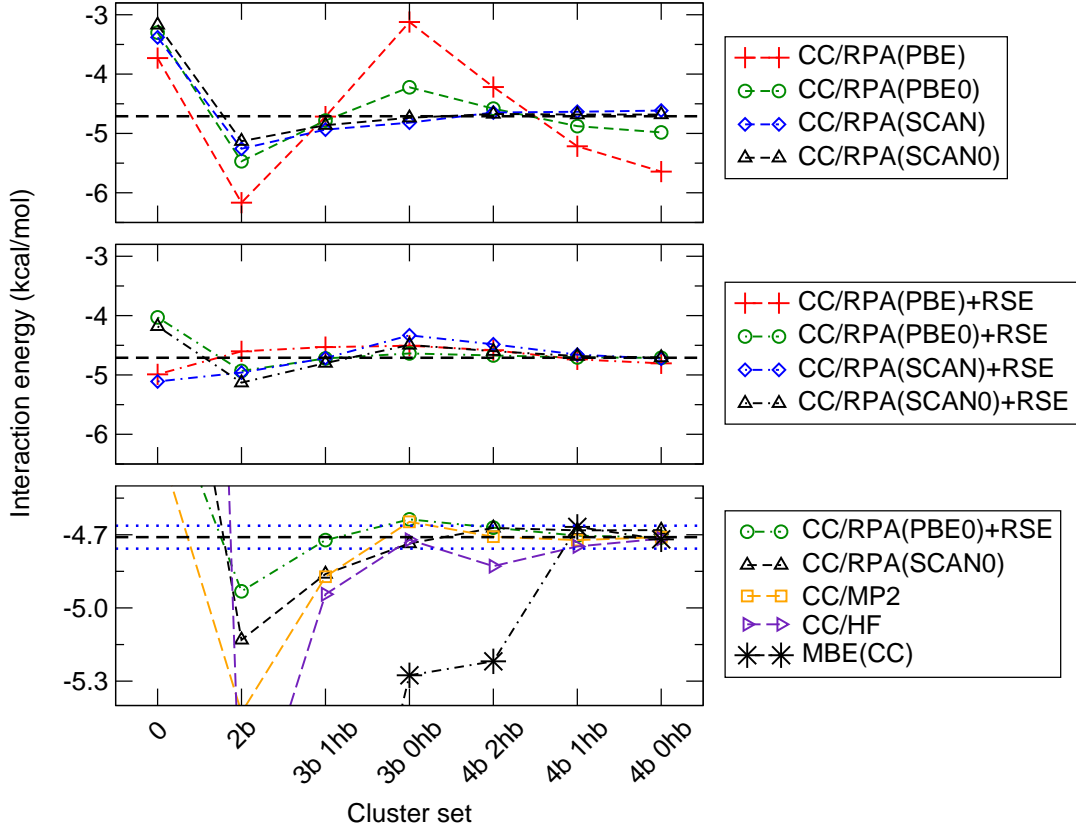 Interaction energy (kcal/mol)
-3
-4
-5
-6
CC/RPA(PBE)
CC/RPA(PBE0)
CC/RPA(SCAN)
CC/RPA(SCAN0)
-3
-4
-5
-6
CC/RPA(PBE)+RSE
CC/RPA(PBE0)+RSE
CC/RPA(SCAN)+RSE
CC/RPA(SCAN0)+RSE
-4.7
-5.0
-5.3
CC/RPA(PBE0)+RSE
CC/RPA(SCAN0)
CC/MP2
CC/HF
MBE(CC)
0
2b
3b 1hb
3b 0hb
4b 2hb
4b 1hb
4b 0hb
Cluster set